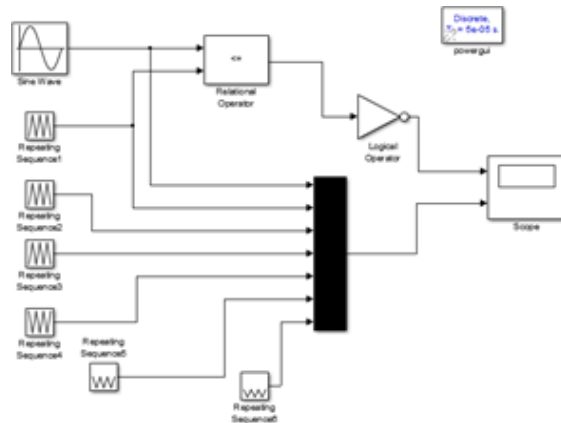 Discrete,
= 5e-05 s.
powergui
Sine Wave
<=
Relational
Operator
Repeating
Sequence1
Logical
Operator
Repeating
Sequence2
Scope
Repeating
Sequence3
Repeating
Sequence4
Repeating
Sequence5
Repeating
Sequence6